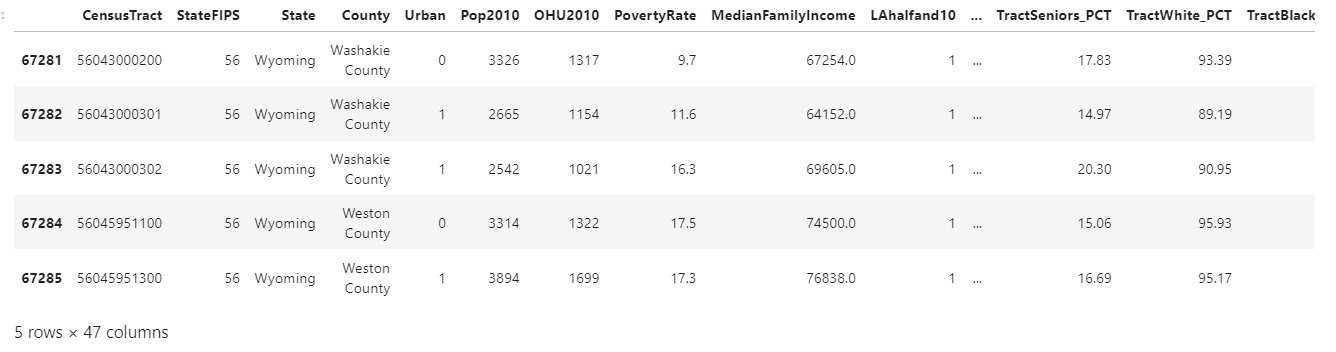 : CensusTract StateFIPS State County Urban Pop2010 OHU2010 PovertyRate MedianFamilyIncome LAhalfand10 ... TractSeniors_PCT TractWhite_PCT TractBlack
67281 56043000200 56 Wyoming Washakie County 0 3326 1317 9.7 67254.0 1 ... 17.83 93.39
67282 56043000301 56 Wyoming Washakie County 1 2665 1154 11.6 64152.0 1 ... 14.97 89.19
67283 56043000302 56 Wyoming Washakie County 1 2542 1021 16.3 69605.0 1 ... 20.30 90.95
67284 56045951100 56 Wyoming Weston County 0 3314 1322 17.5 74500.0 1 ... 15.06 95.93
67285 56045951300 56 Wyoming Weston County 1 3894 1699 17.3 76838.0 1 ... 16.69 95.17
5 rows × 47 columns